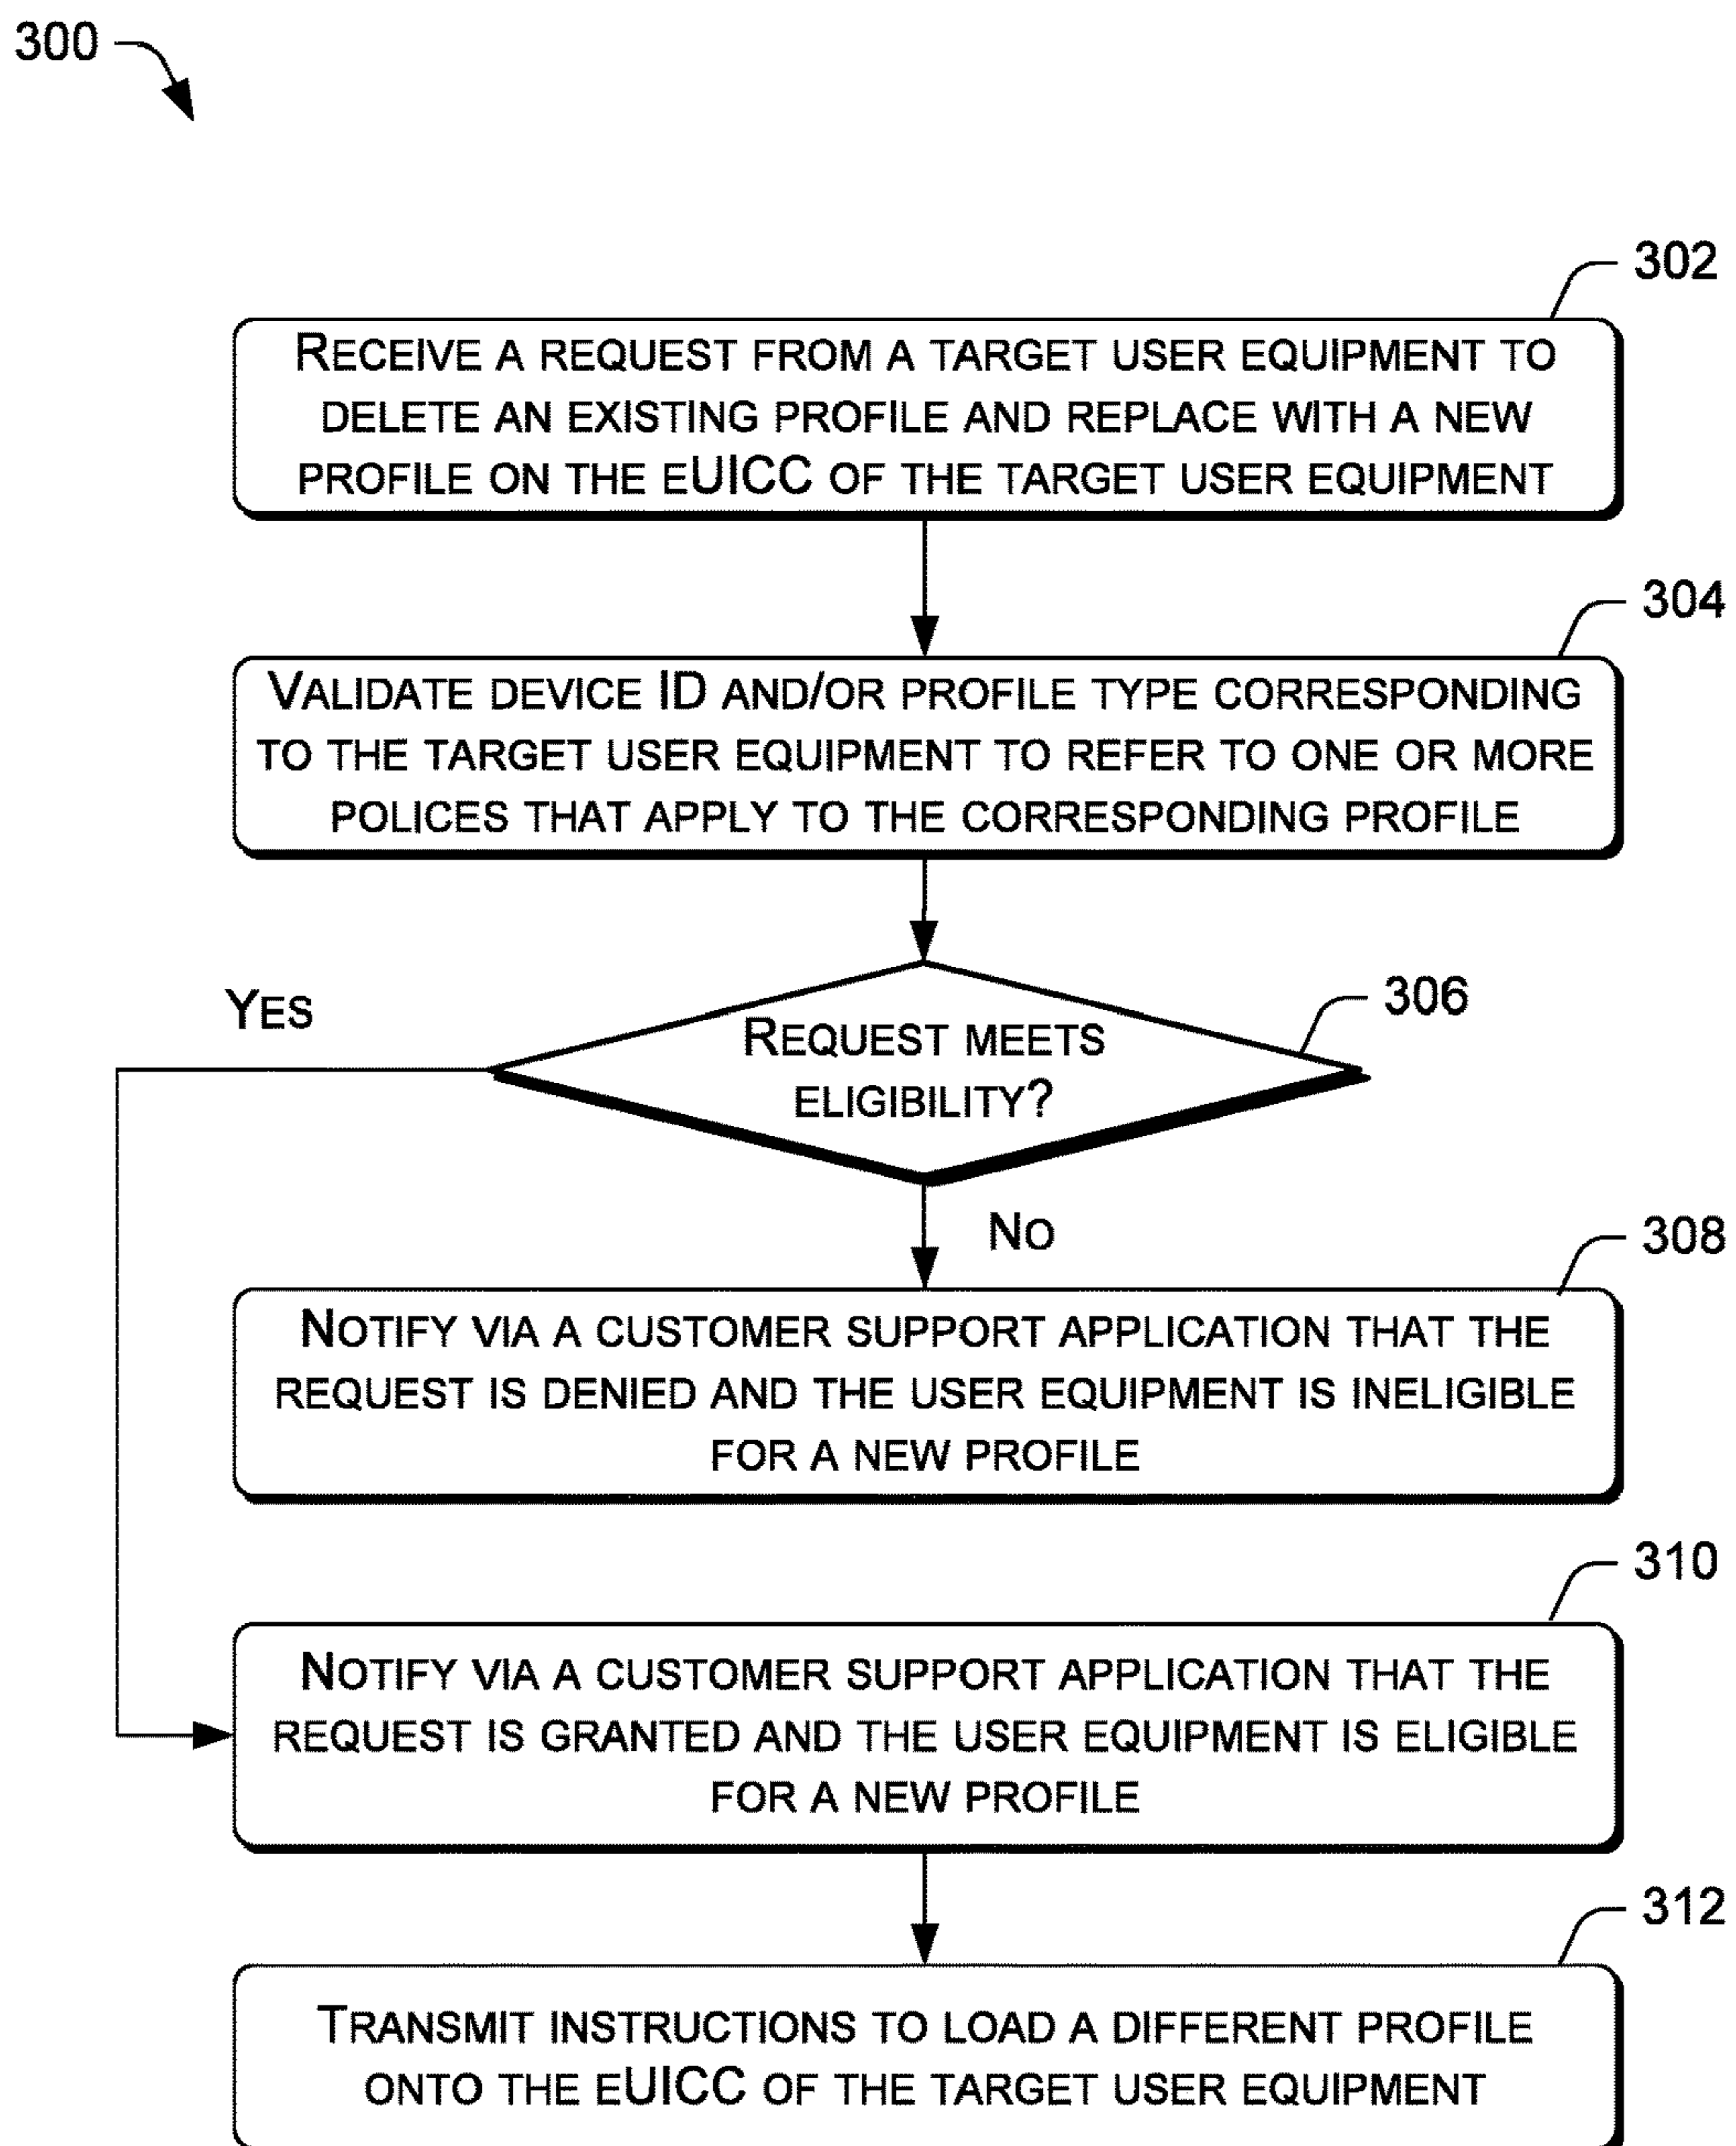 300
302
RECEIVE A REQUEST FROM A TARGET USER EQUIPMENT TO
DELETE AN EXISTING PROFILE AND REPLACE WITH A NEW
PROFILE ON THE EUICC OF THE TARGET USER EQUIPMENT
304
VALIDATE DEVICE ID AND/OR PROFILE TYPE CORRESPONDING
TO THE TARGET USER EQUIPMENT TO REFER TO ONE OR MORE
POLICES THAT APPLY TO THE CORRESPONDING PROFILE
YES
306
REQUEST MEETS
ELIGIBILITY?
NO
308
NOTIFY VIA A CUSTOMER SUPPORT APPLICATION THAT THE
REQUEST IS DENIED AND THE USER EQUIPMENT IS INELIGIBLE
FOR A NEW PROFILE
310
NOTIFY VIA A CUSTOMER SUPPORT APPLICATION THAT THE
REQUEST IS GRANTED AND THE USER EQUIPMENT IS ELIGIBLE
FOR A NEW PROFILE
312
TRANSMIT INSTRUCTIONS TO LOAD A DIFFERENT PROFILE
ONTO THE EUICC OF THE TARGET USER EQUIPMENT